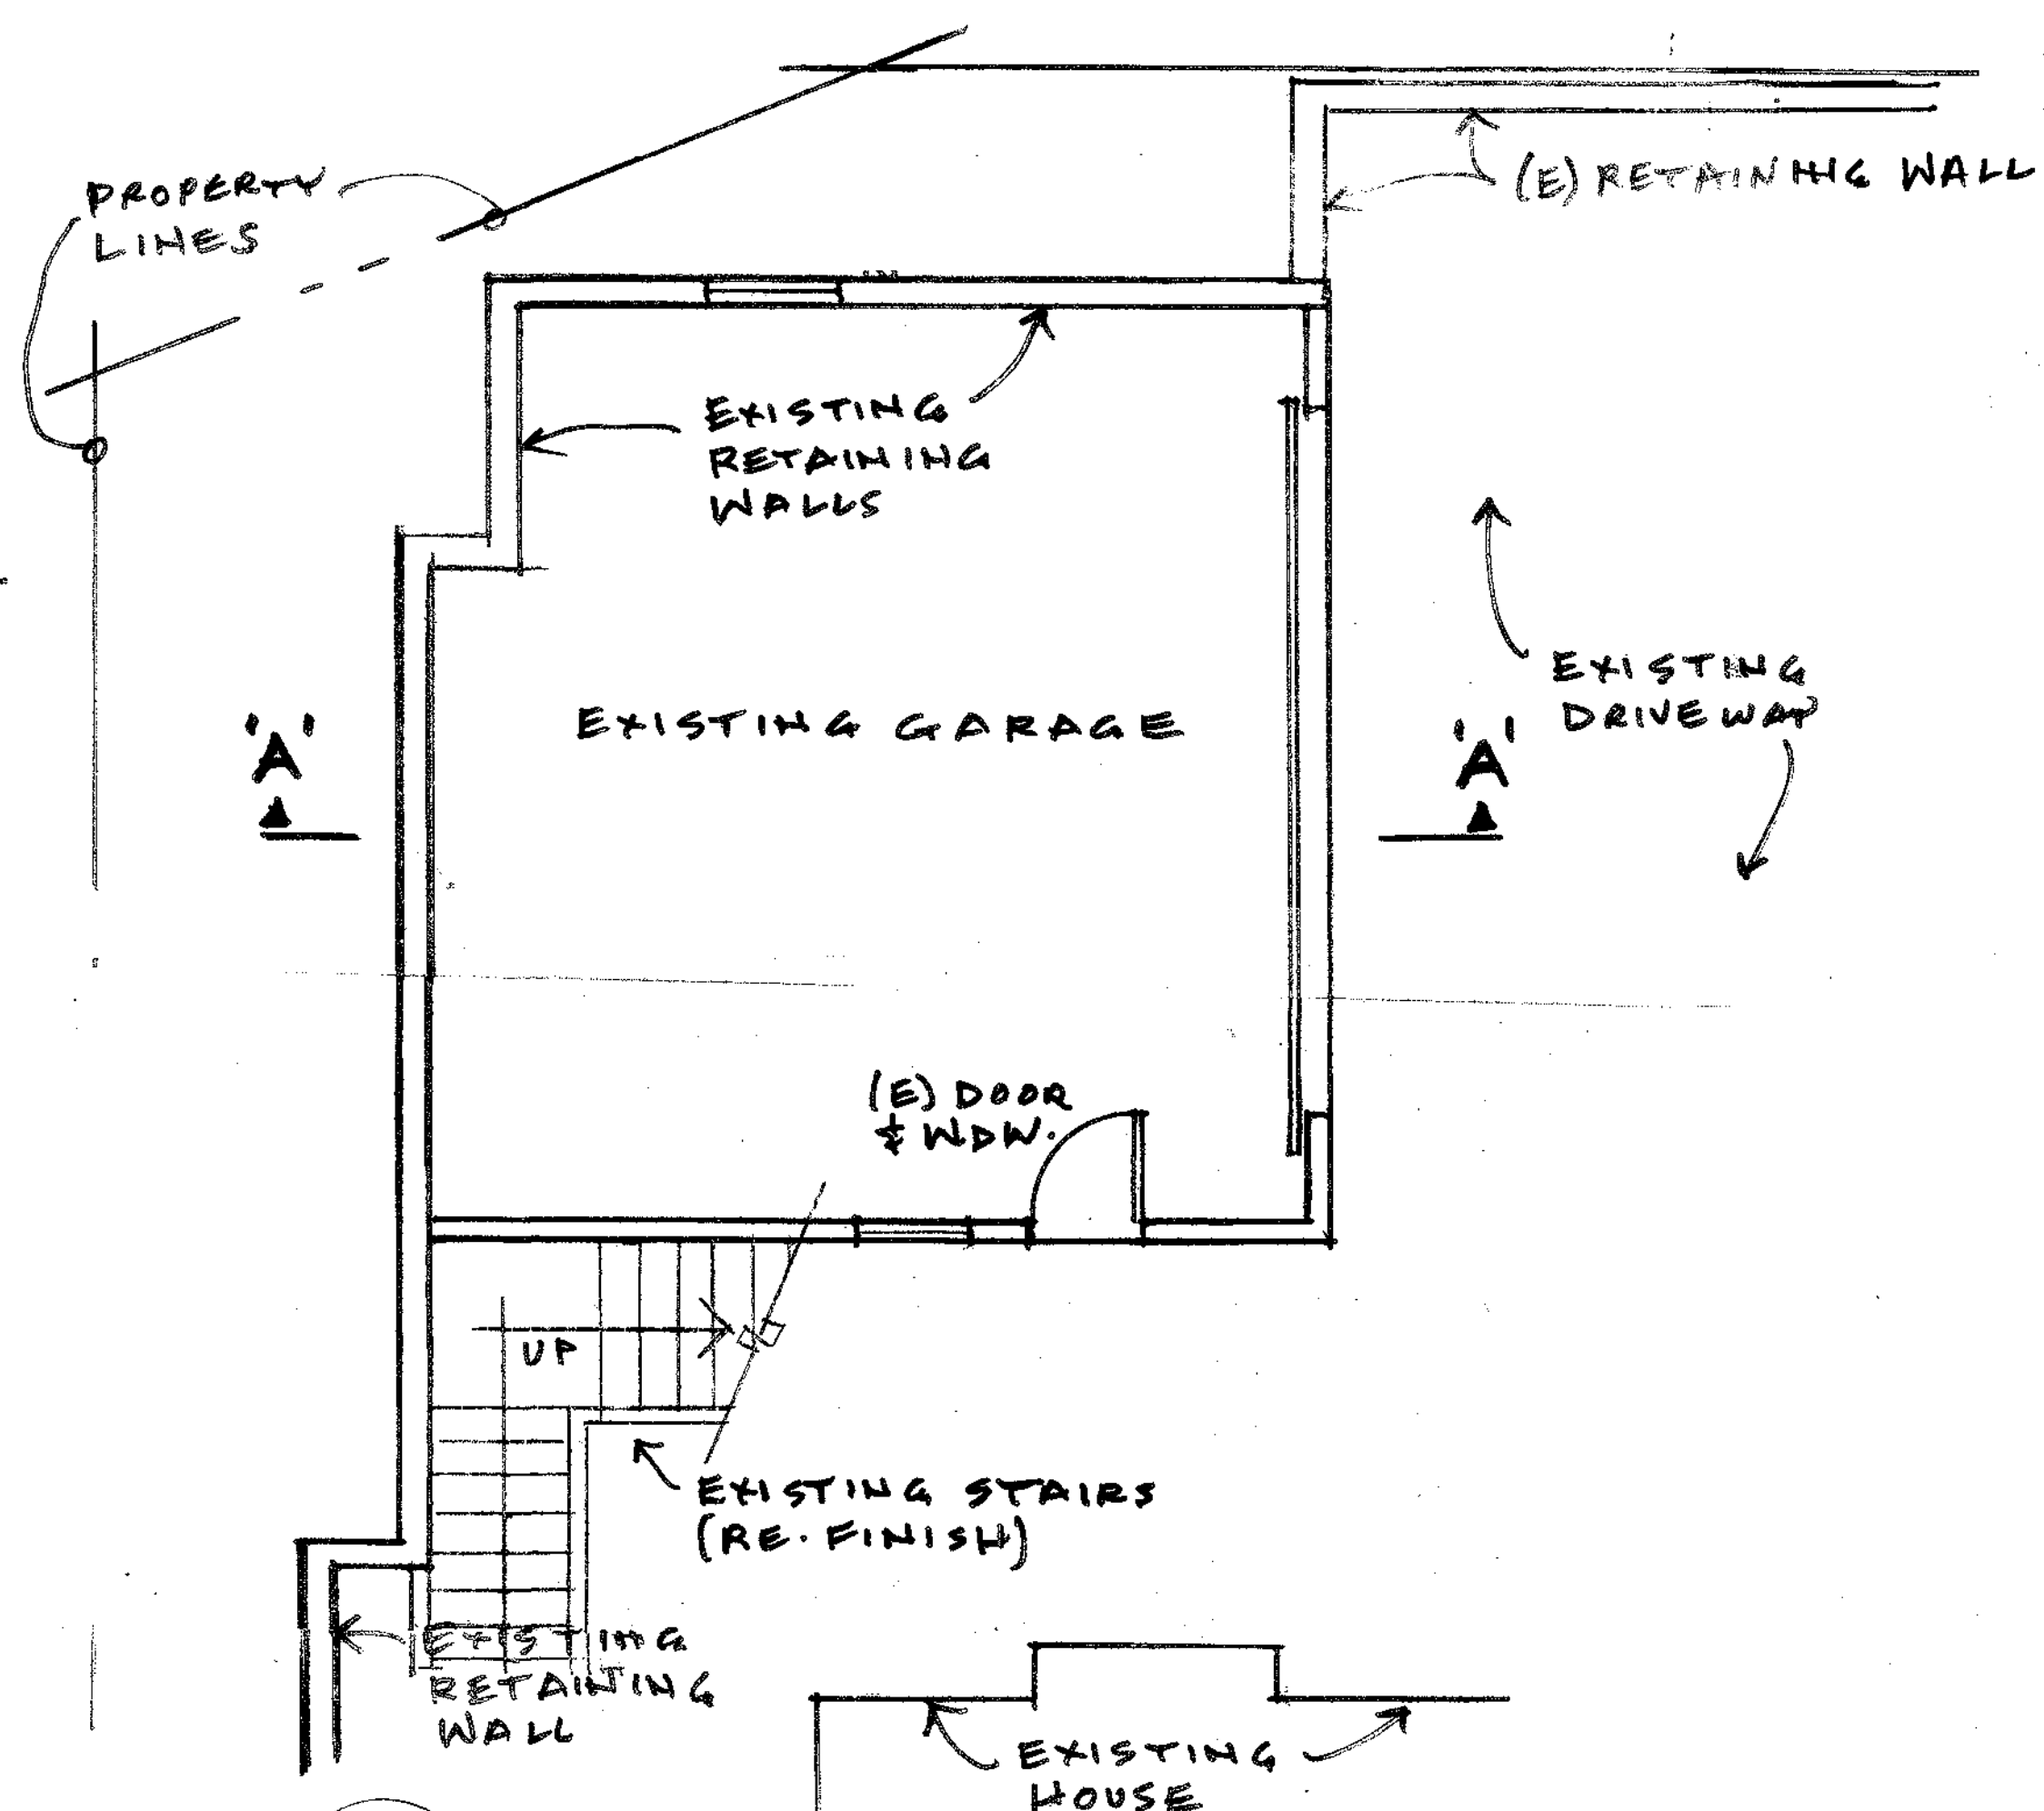 PROPERTY
LINES
(E) RETAINING WALL
EXISTING
RETAINING
WALLS
EXISTING
DRIVEWAY
EXISTING GARAGE
'A'
'A'
(E) DOOR
& WDW.
UP
EXISTING STAIRS
(RE. FINISH)
EXISTING
RETAINING
WALL
EXISTING
HOUSE